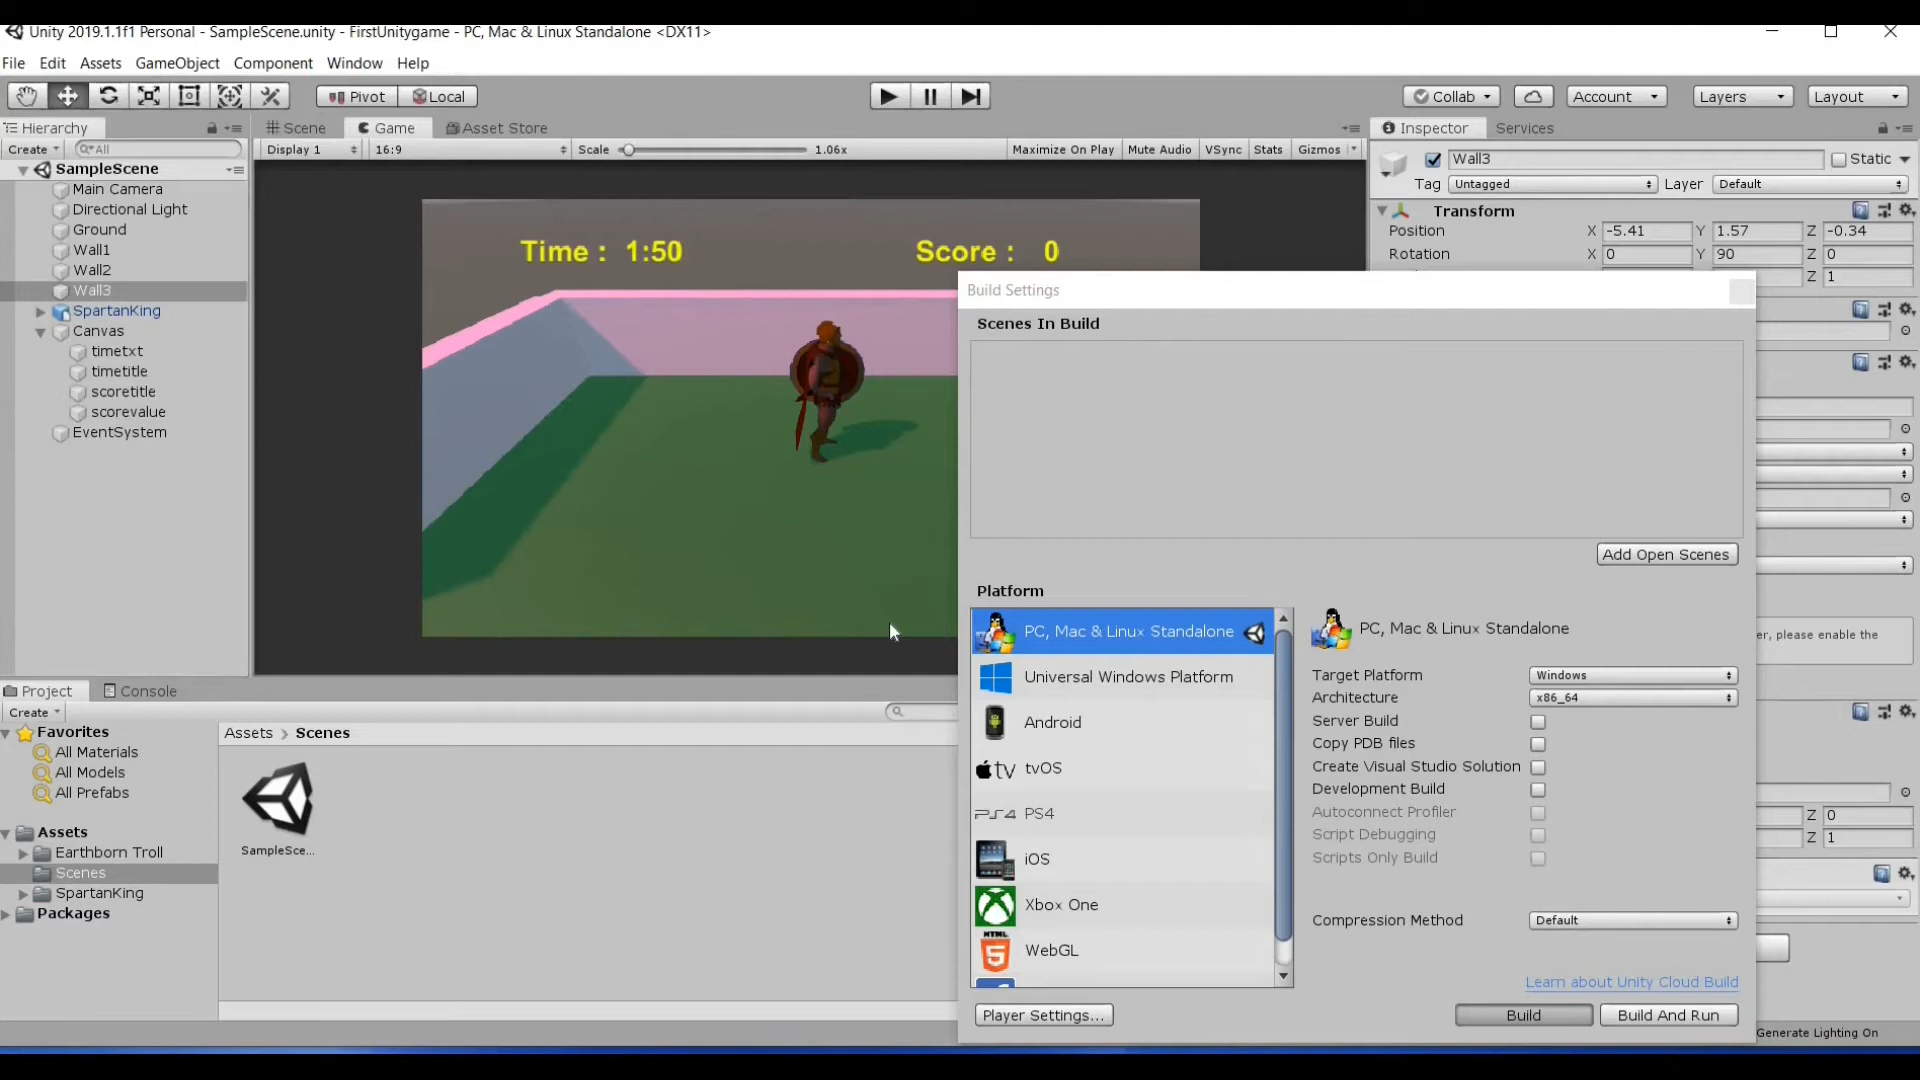 Unity 2019.1.1f1 Personal - SampleScene.unity - FirstUnitygame - PC, Mac & Linux Standalone <DX11>
File Edit Assets GameObject Component Window Help
Pivot Local Collab Account Layers Layout
Hierarchy Scene Game Asset Store Inspector Services
Create All Display 1 16:9 Scale 1.06x Maximize On Play Mute Audio VSync Stats Gizmos Wall3 Static
SampleScene
Tag Untagged Layer Default
Main Camera
Directional Light
Transform
Ground
Position X -5.41 Y 1.57 Z -0.34
Wall1
Time : 1:50 Score : 0
Rotation X 0 Y 90 Z 0
Wall2
Z 1
Wall3
Build Settings
SpartanKing
Scenes In Build
Canvas
timetxt
timetitle
scoretitle
scorevalue
EventSystem
Add Open Scenes
Platform
PC, Mac & Linux Standalone
PC, Mac & Linux Standalone
er, please enable the
Universal Windows Platform
Target Platform Windows
Project Console
Architecture x86_64
Create
Android
Server Build
Favorites
Assets > Scenes
Copy PDB files
All Materials
tvOS
Create Visual Studio Solution
All Models
Development Build
All Prefabs
PS4 PS4
Autoconnect Profiler
Z 0
Assets
Script Debugging
Z 1
Earthborn Troll
SampleSce...
iOS
Scripts Only Build
Scenes
SpartanKing
Xbox One
Packages
Compression Method Default
HTML
5
WebGL
Learn about Unity Cloud Build
Player Settings... Build Build And Run
Generate Lighting On